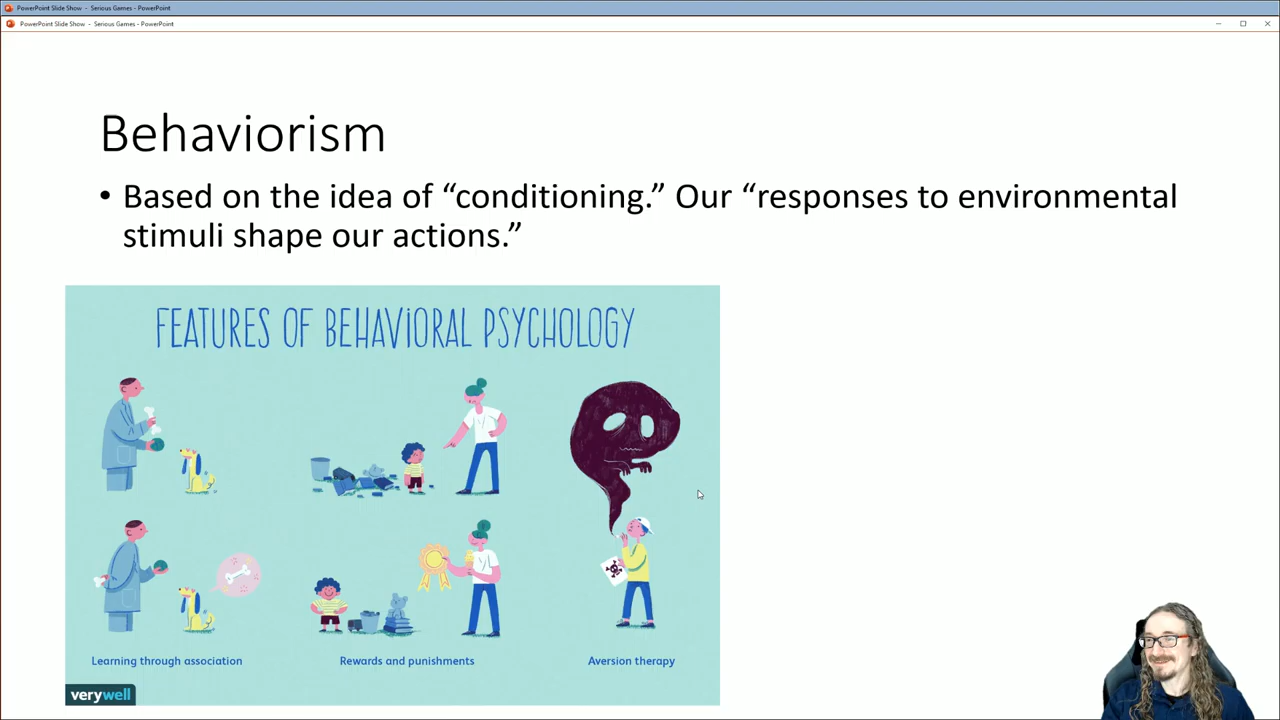 PowerPoint Slide Show - Serious Games - PowerPoint
PowerPoint Slide Show - Serious Games - PowerPoint
Behaviorism
• Based on the idea of “conditioning.” Our “responses to environmental
stimuli shape our actions.”
FEATURES OF BEHAViORAL PSYCHOLOGY
Learning through association
Rewards and punishments
Aversion therapy
verywell